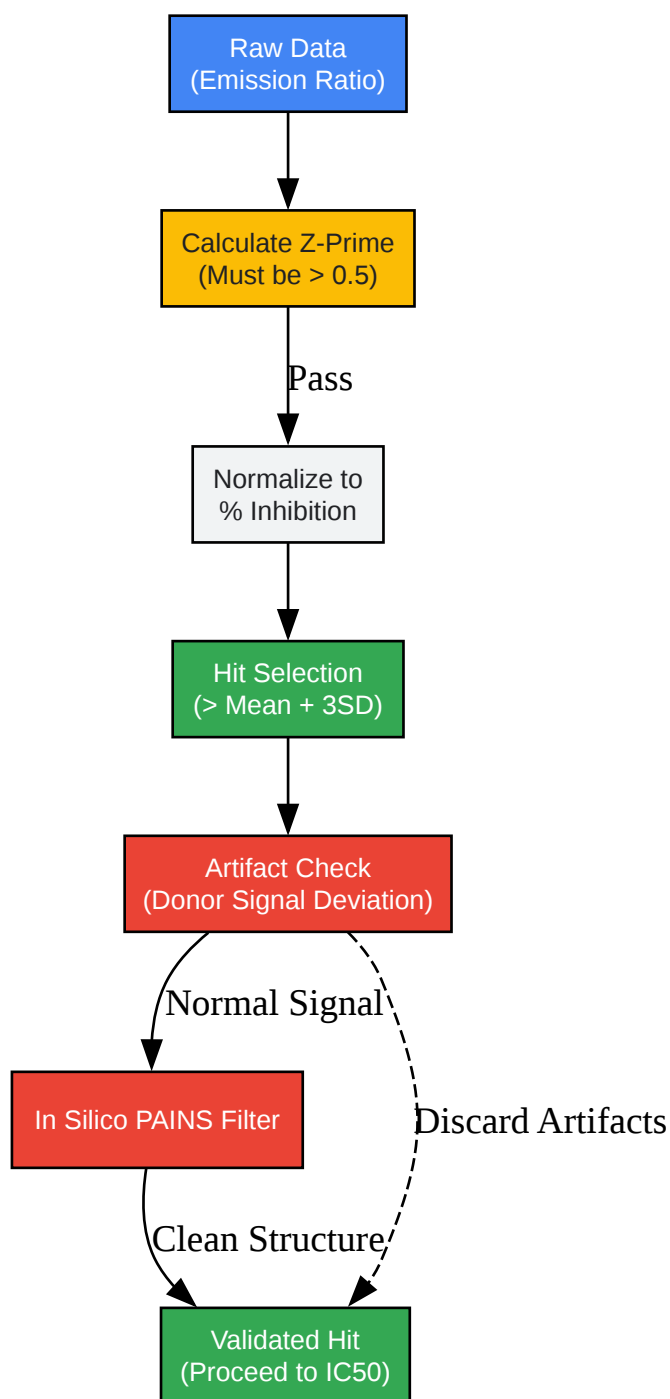 Raw Data
(Emission Ratio)
Calculate Z-Prime
(Must be > 0.5)
Pass
Normalize to
% Inhibition
Hit Selection
(> Mean + 3SD)
Artifact Check
(Donor Signal Deviation)
Normal Signal
In Silico PAINS Filter
Discard Artifacts
Clean Structure
Validated Hit
(Proceed to IC50)